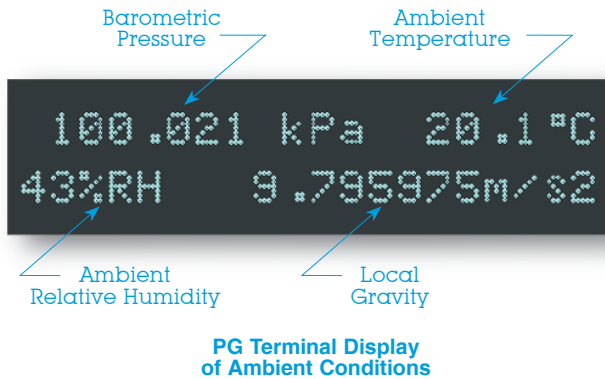 Barometric
Pressure
Ambient
Temperature
100.021 kPa 20.1°C
43%RH 9.795975m/s2
Ambient
Relative Humidity
Local
Gravity
PG Terminal Display
of Ambient Conditions